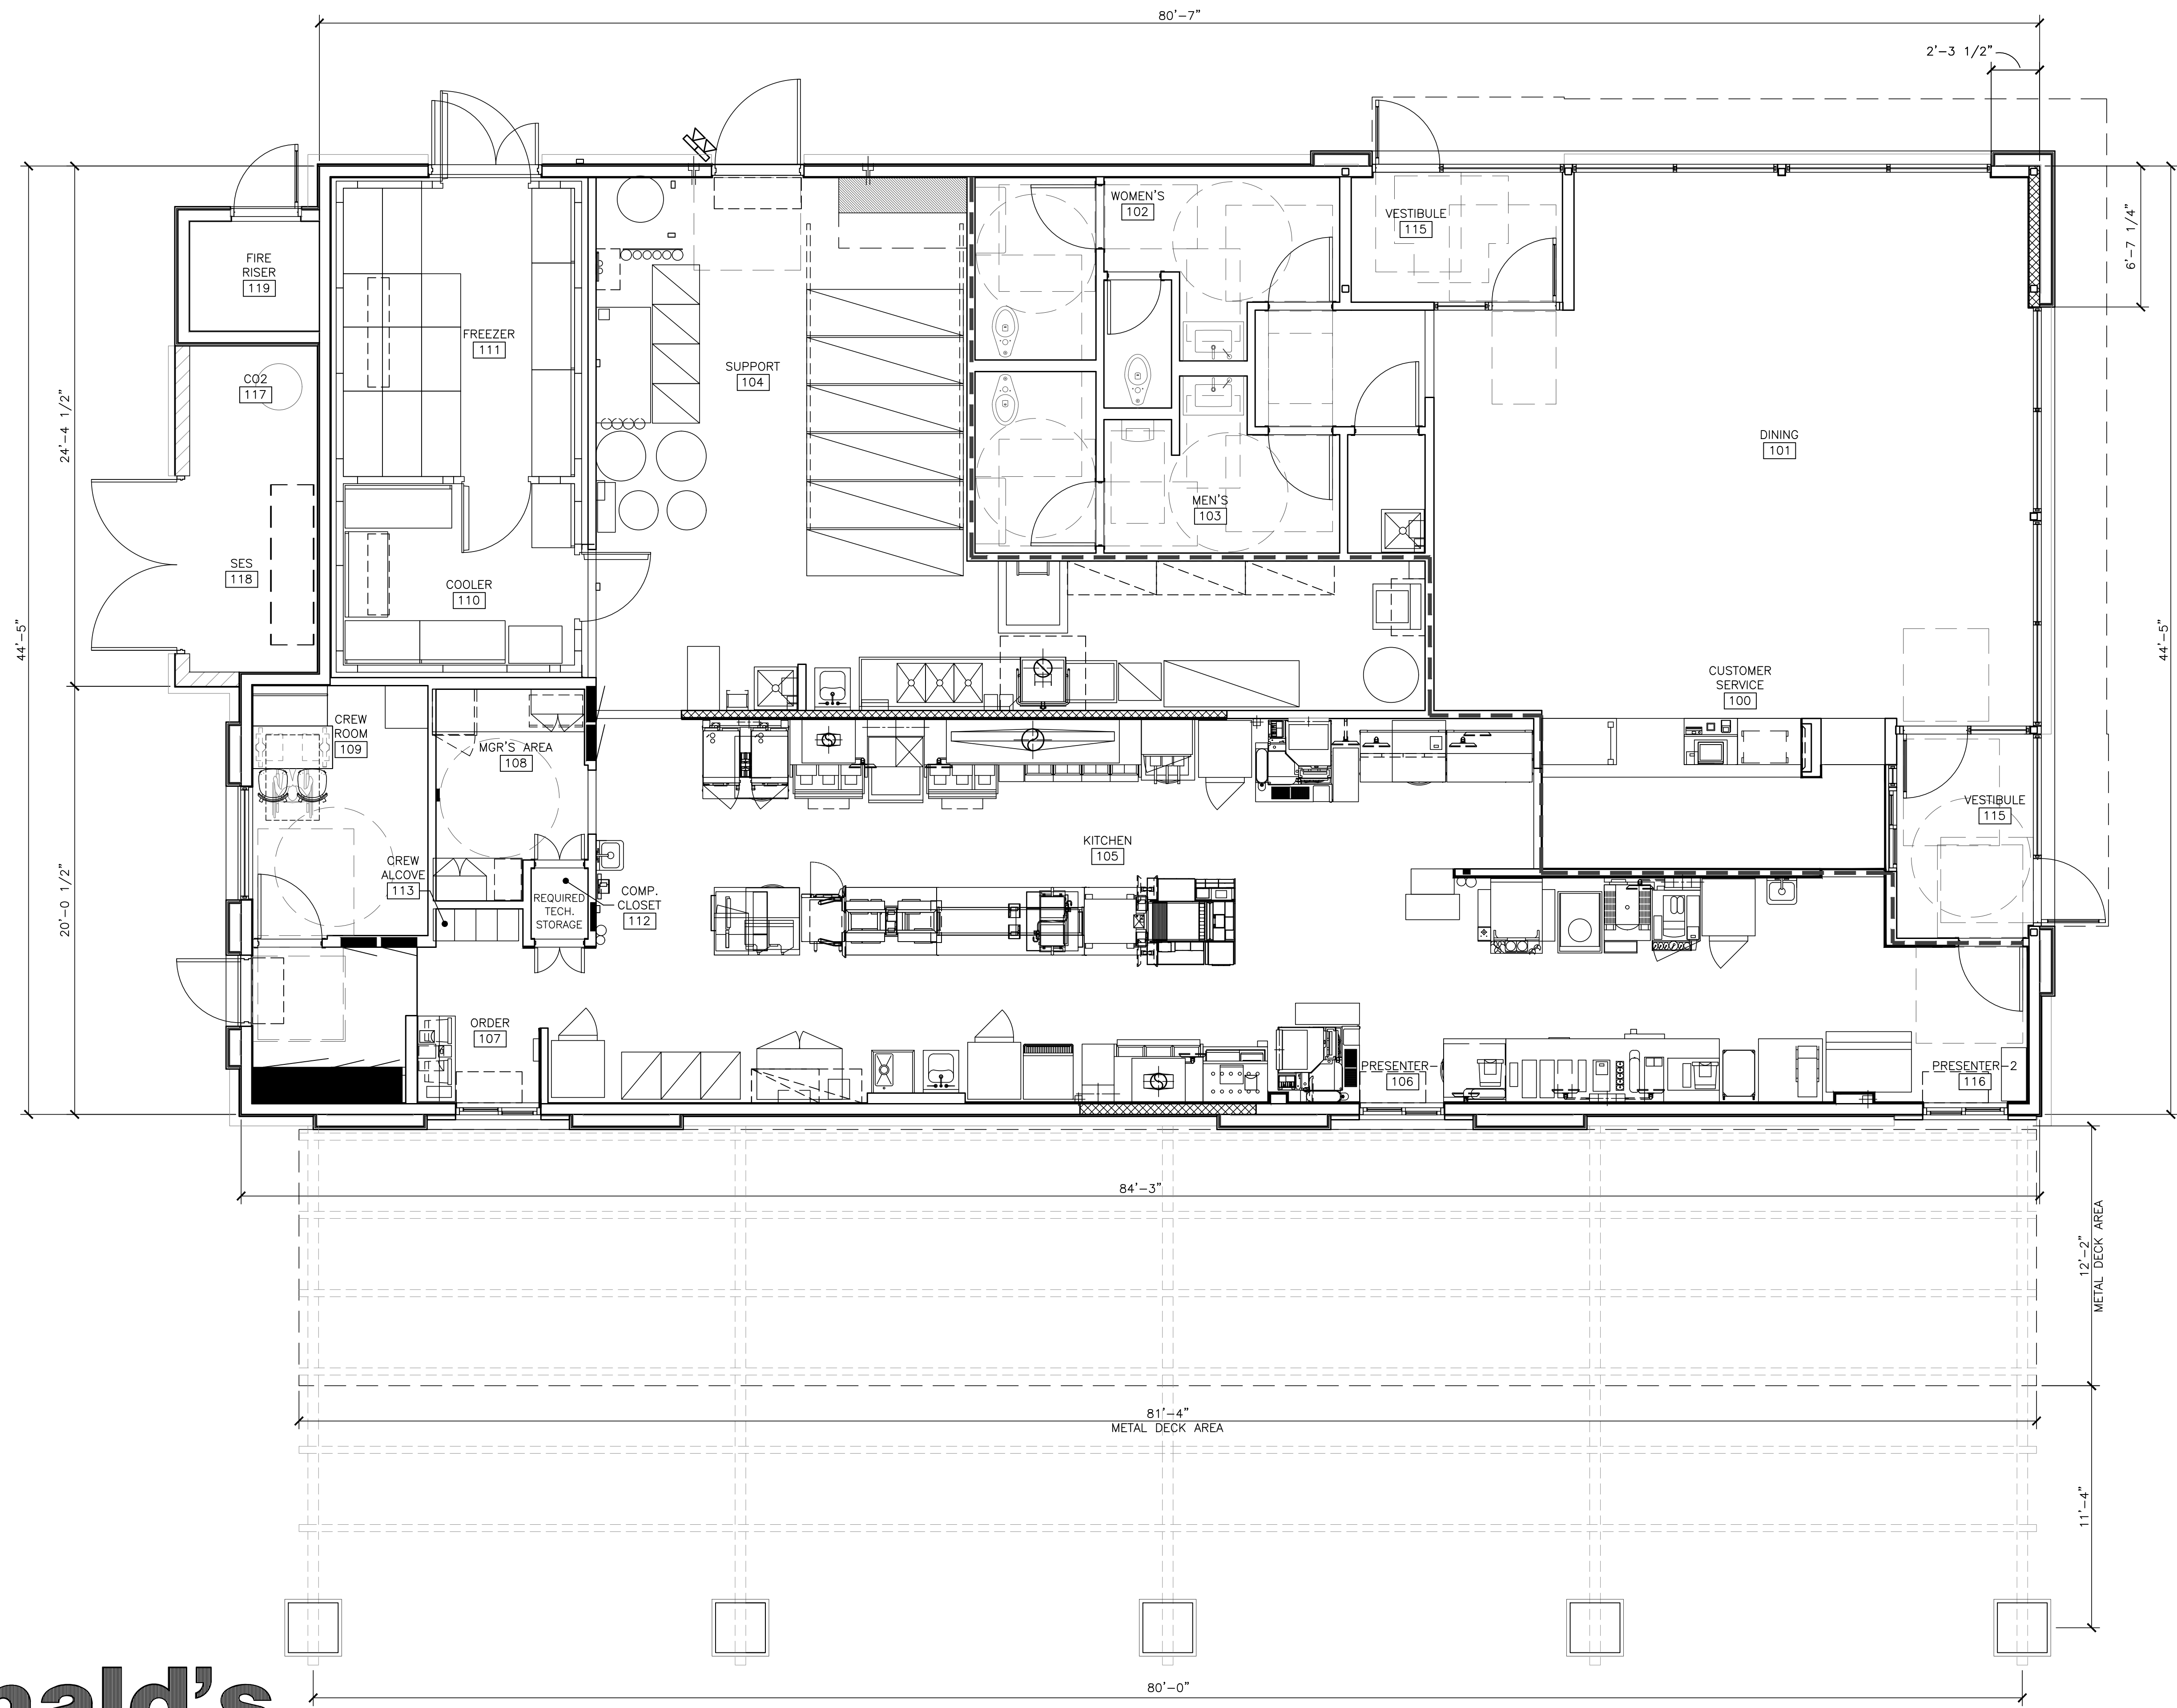 80'-7"
2'-3 1/2"
WOMEN'S
102
VESTIBULE
115
6'-7 1/4"
FIRE
RISER
119
FREEZER
111
SUPPORT
104
CO2
117
24'-4 1/2"
DINING
101
MEN'S
103
SES
118
COOLER
110
44'-5"
44'-5"
CUSTOMER
SERVICE
100
CREW
ROOM
109
MGR'S AREA
108
VESTIBULE
115
KITCHEN
105
CREW
ALCOVE
113
REQUIRED
TECH.
STORAGE
COMP.
CLOSET
112
20'-0 1/2"
ORDER
107
PRESENTER-
106
PRESENTER-2
116
84'-3"
12'-2"
METAL DECK AREA
81'-4"
METAL DECK AREA
11'-4"
nald's
80'-0"